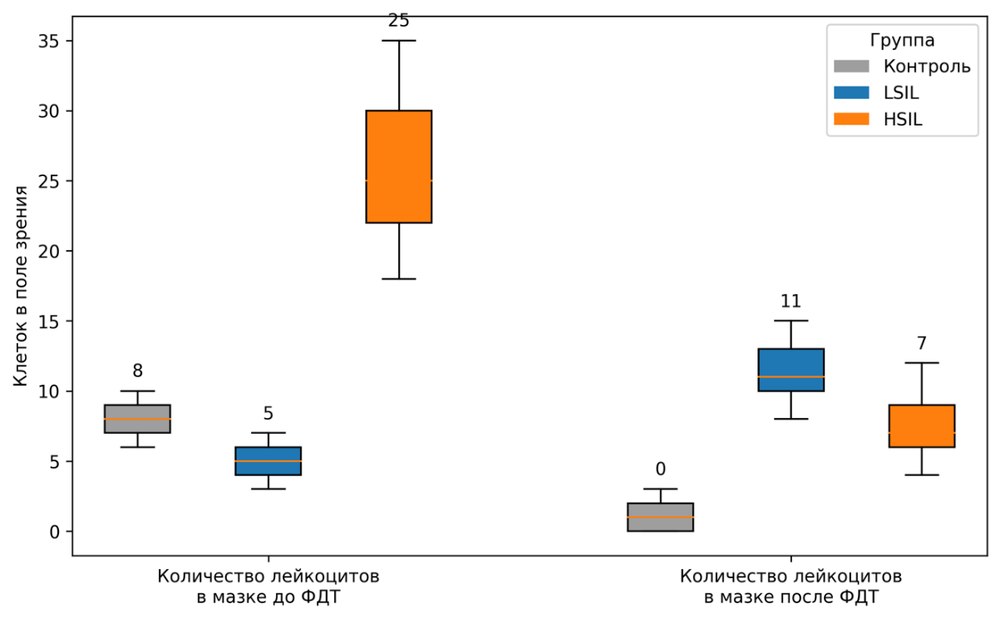 25
35
30
25
20
15
10
5
0
Клеток в поле зрения
Группа
Контроль
LSIL
HSIL
8
5
0
11
7
Количество лейкоцитов
в мазке до ФДТ
Количество лейкоцитов
в мазке после ФДТ